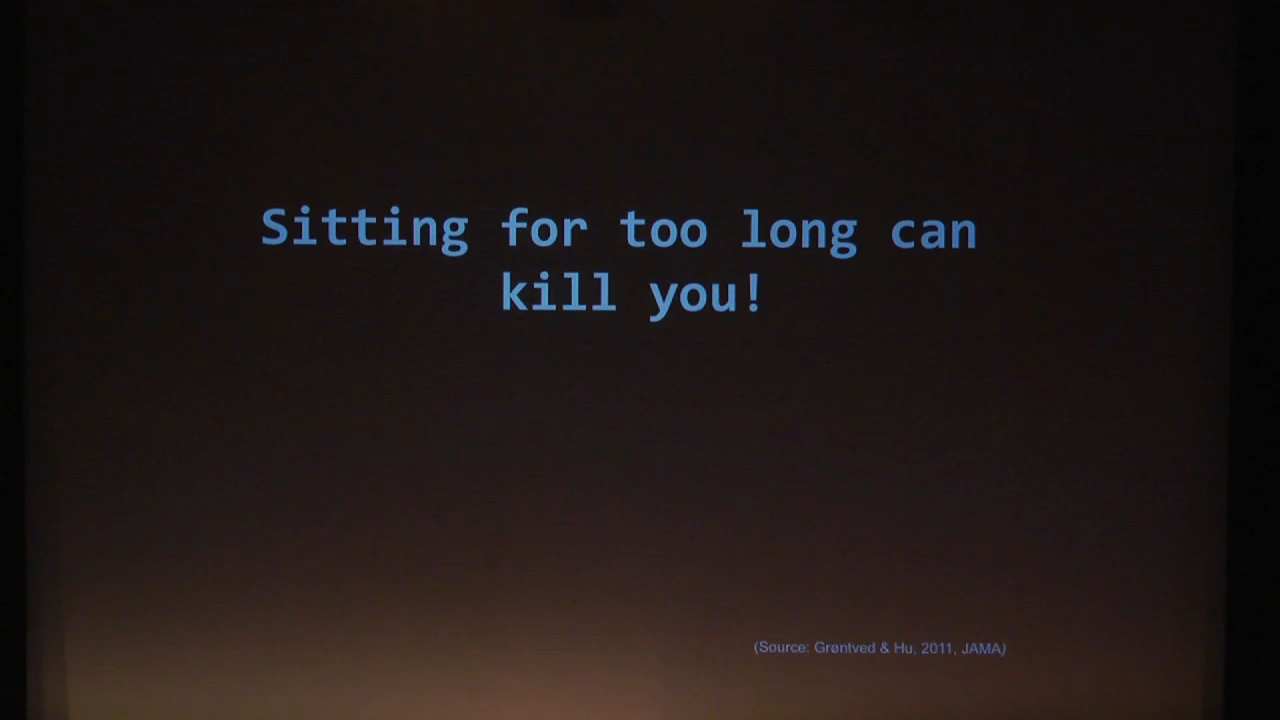 Sitting for too long can
kill you!
(Source: Grøntved & Hu, 2011, JAMA)